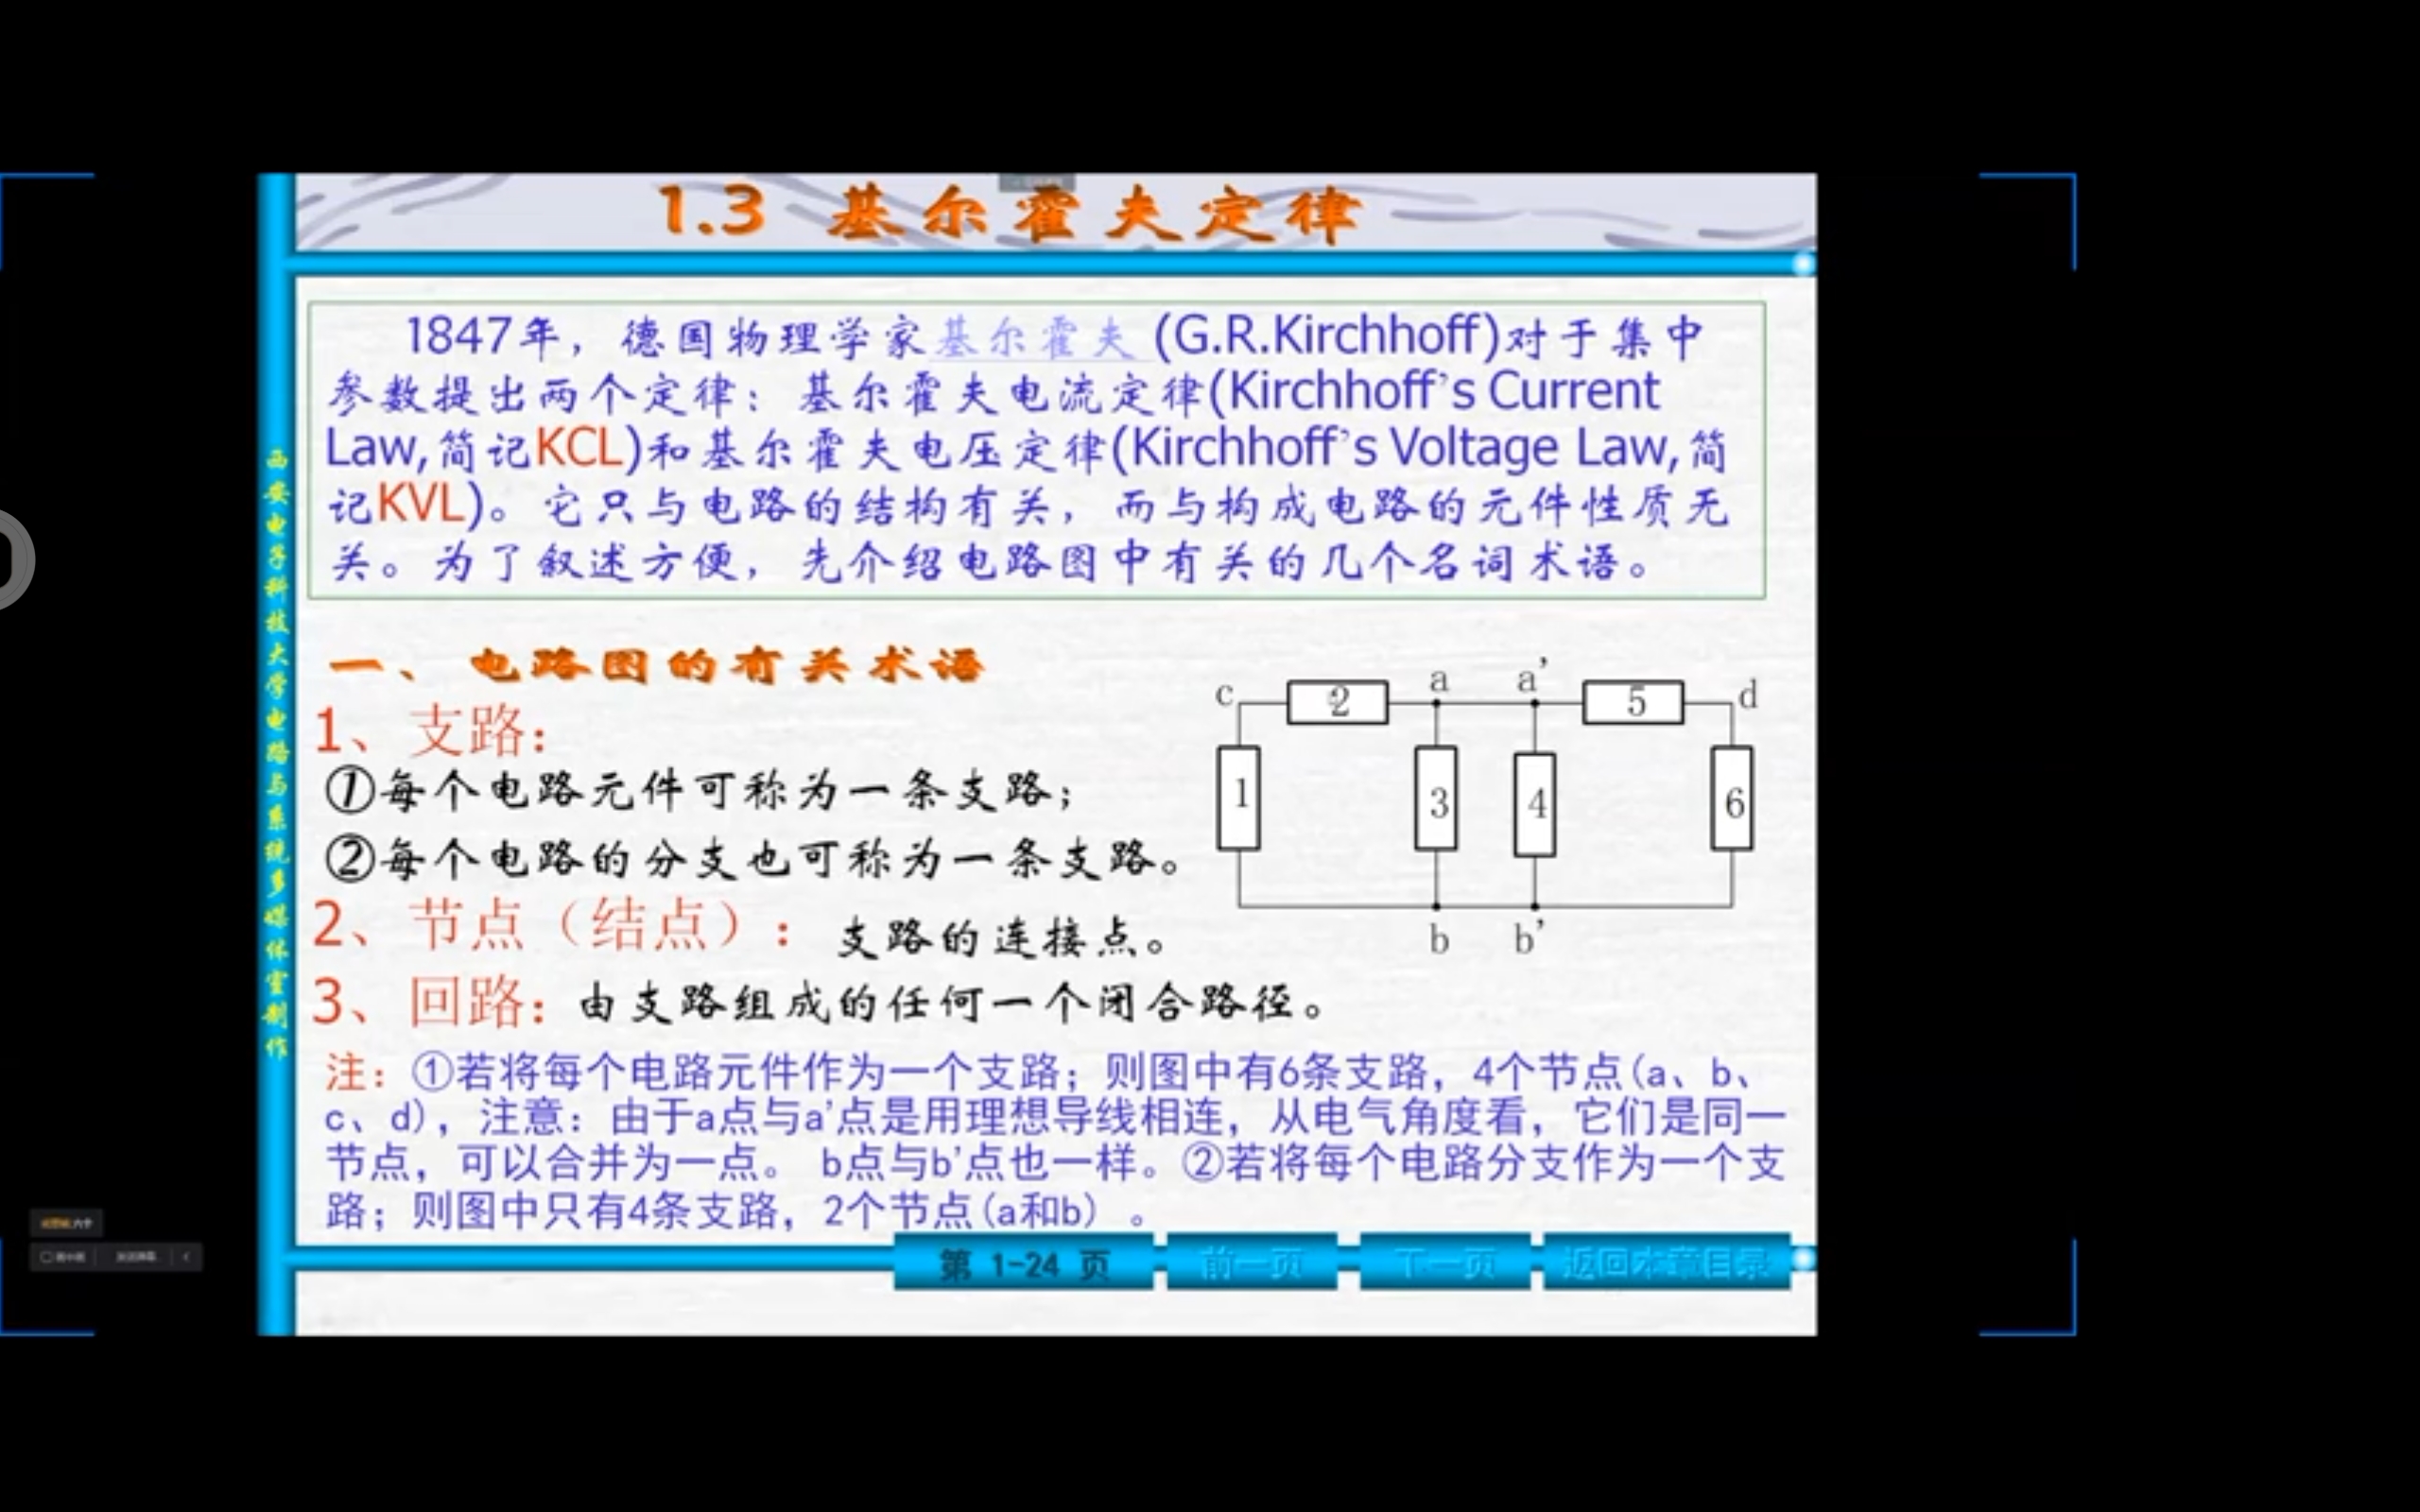 1.3 基尔霍夫定律
1847年，德国物理学家基尔霍夫(G.R.Kirchhoff)对于集中
参数提出两个定律：基尔霍夫电流定律(Kirchhoff's Current
Law,简记KCL)和基尔霍夫电压定律(Kirchhoff's Voltage Law,简
记KVL)。它只与电路的结构有关，而与构成电路的元件性质无
关。为了叙述方便，先介绍电路图中有关的几个名词术语。
一、电路图的有关术语
1、支路：
①每个电路元件可称为一条支路；
②每个电路的分支也可称为一条支路。
2、节点（结点）：支路的连接点。
3、回路：由支路组成的任何一个闭合路径。
c 2 a a' 5 d
1 3 4 6
b b'
注：①若将每个电路元件作为一个支路；则图中有6条支路，4个节点(a、b、
c、d)，注意：由于a点与a'点是用理想导线相连，从电气角度看，它们是同一
节点，可以合并为一点。 b点与b'点也一样。②若将每个电路分支作为一个支
路；则图中只有4条支路，2个节点(a和b) 。
西安电子科技大学电路与系统多媒体室制作
第 1-24 页 前一页 下一页 返回本章目录